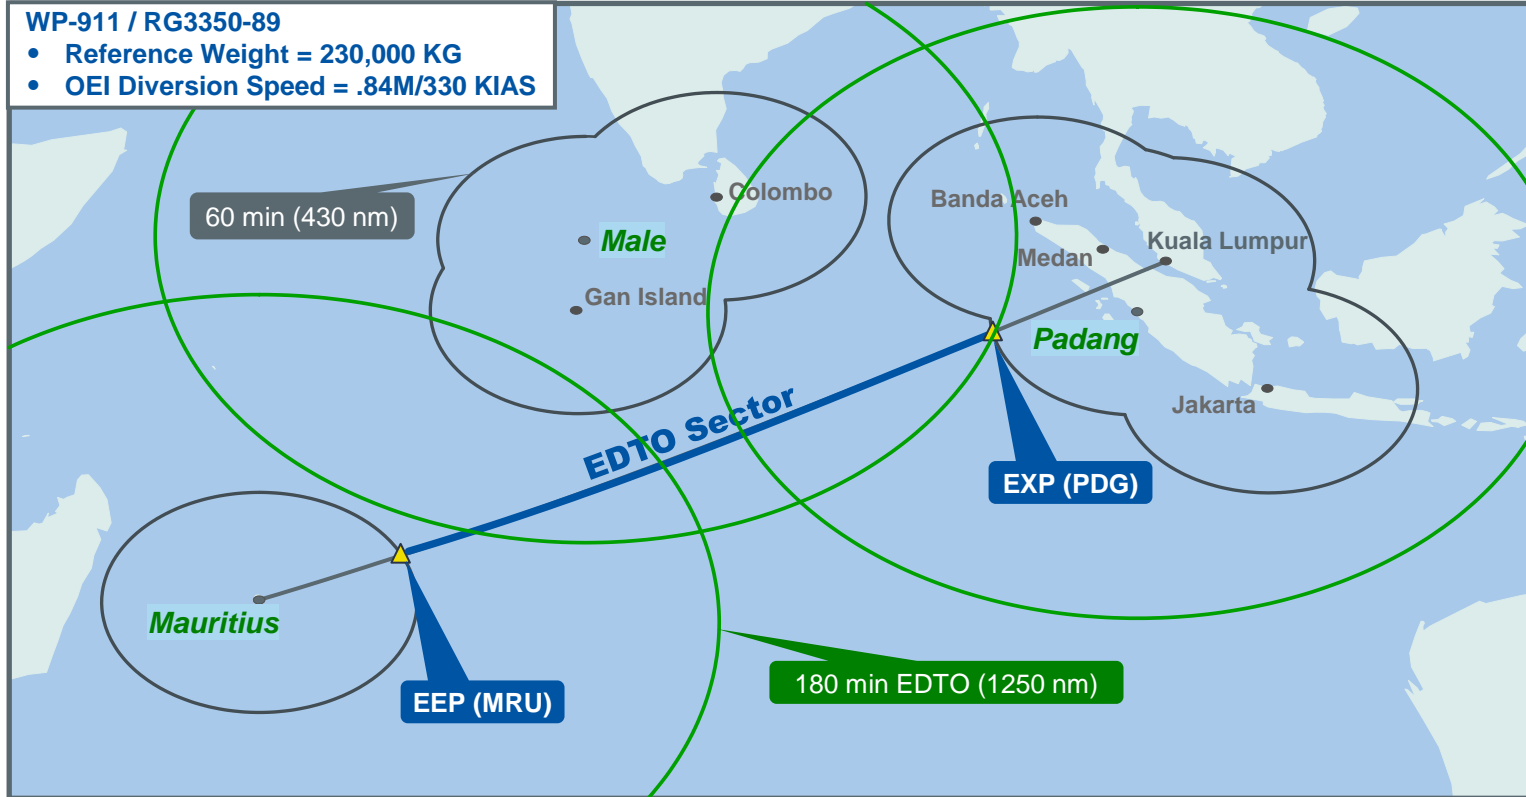 WP-911 / RG3350-89
• Reference Weight = 230,000 KG
• OEI Diversion Speed = .84M/330 KIAS
60 min (430 nm)
Colombo
Male
Gan Island
Banda Aceh
Medan
Kuala Lumpur
Padang
Jakarta
EDTO Sector
EXP (PDG)
Mauritius
EEP (MRU)
180 min EDTO (1250 nm)